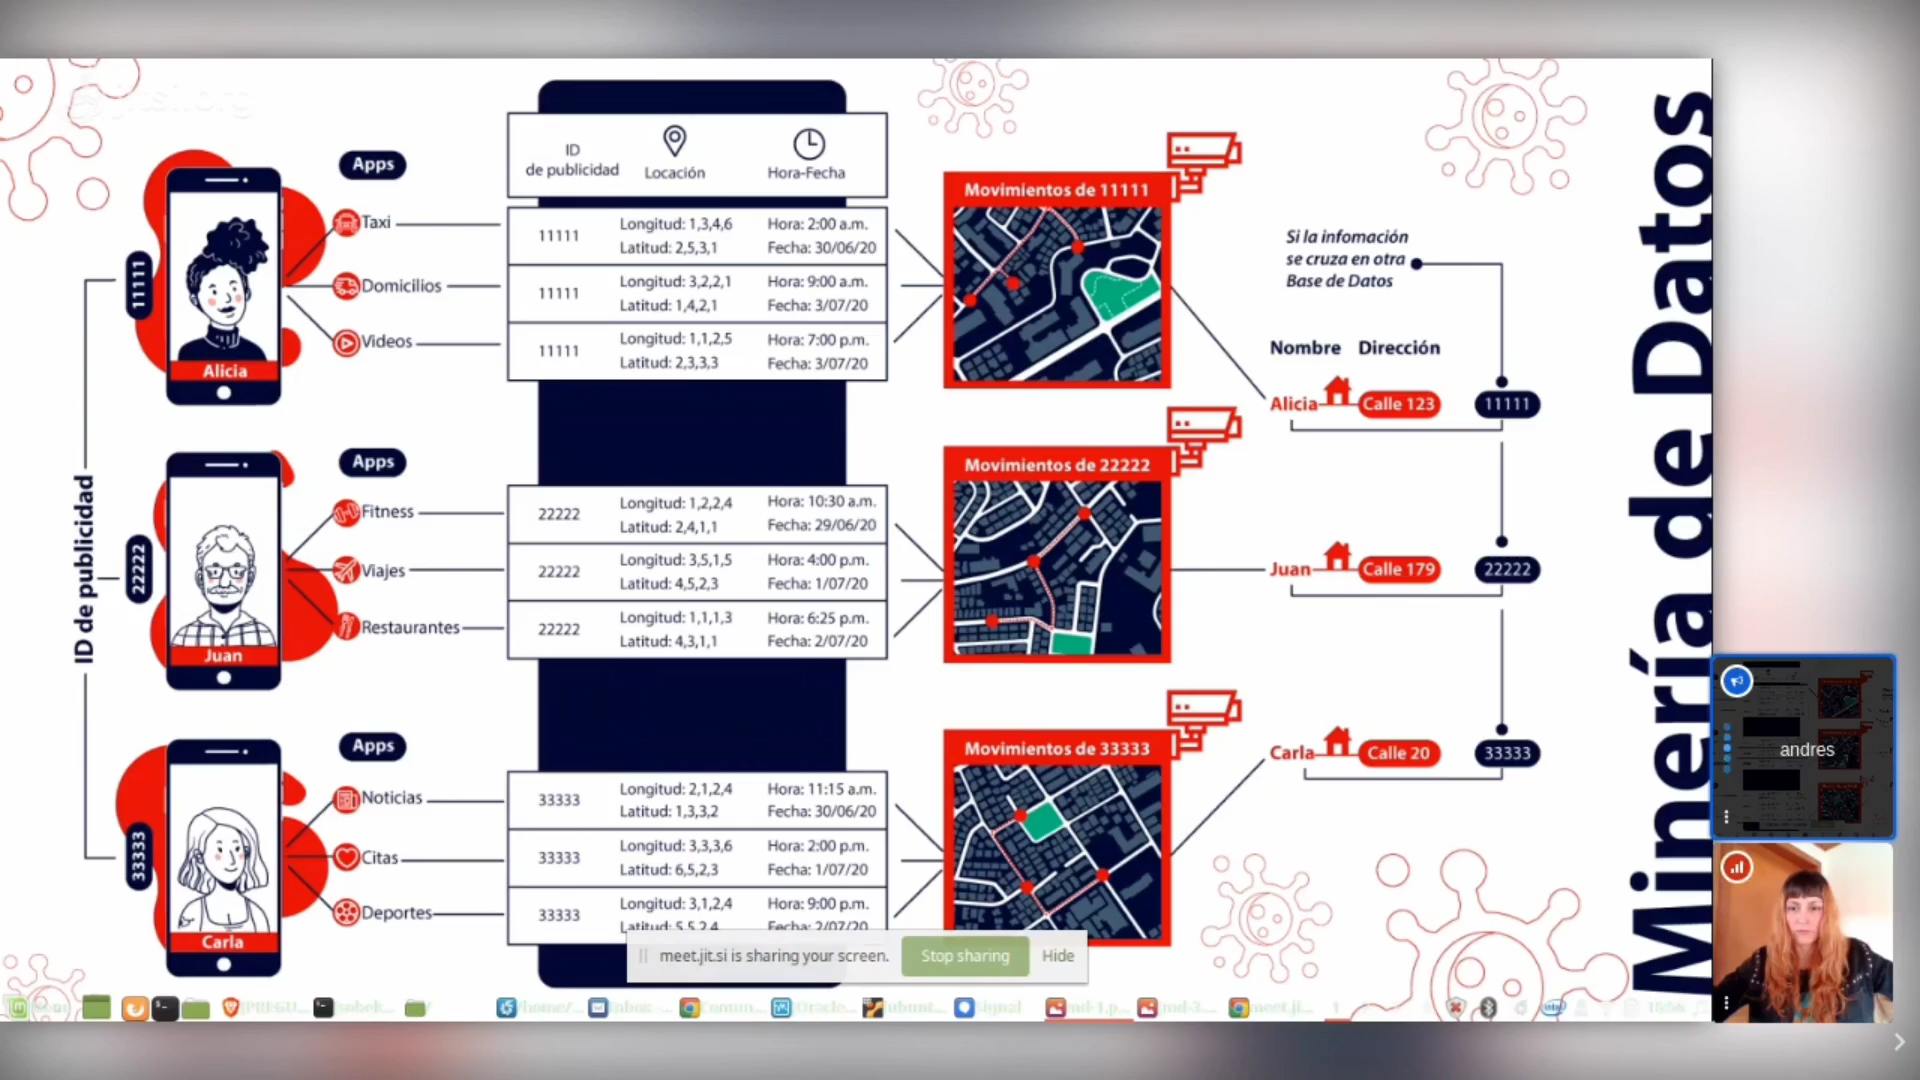 Minería de Datos
ID de publicidad
ID
de publicidad
Locación
Hora-Fecha
11111
Alicia
Apps
Taxi
Domicilios
Videos
11111
Longitud: 1,3,4,6
Latitud: 2,5,3,1
Hora: 2:00 a.m.
Fecha: 30/06/20
11111
Longitud: 3,2,2,1
Latitud: 1,4,2,1
Hora: 9:00 a.m.
Fecha: 3/07/20
11111
Longitud: 1,1,2,5
Latitud: 2,3,3,3
Hora: 7:00 p.m.
Fecha: 3/07/20
Movimientos de 11111
Si la infomación
se cruza en otra
Base de Datos
Nombre Dirección
Alicia Calle 123 11111
22222
Juan
Apps
Fitness
Viajes
Restaurantes
22222
Longitud: 1,2,2,4
Latitud: 2,4,1,1
Hora: 10:30 a.m.
Fecha: 29/06/20
22222
Longitud: 3,5,1,5
Latitud: 4,5,2,3
Hora: 4:00 p.m.
Fecha: 1/07/20
22222
Longitud: 1,1,1,3
Latitud: 4,3,1,1
Hora: 6:25 p.m.
Fecha: 2/07/20
Movimientos de 22222
Juan Calle 179 22222
33333
Carla
Apps
Noticias
Citas
Deportes
33333
Longitud: 2,1,2,4
Latitud: 1,3,3,2
Hora: 11:15 a.m.
Fecha: 30/06/20
33333
Longitud: 3,3,3,6
Latitud: 6,5,2,3
Hora: 2:00 p.m.
Fecha: 1/07/20
33333
Longitud: 3,1,2,4
Latitud: 5,5,2,4
Hora: 9:00 p.m.
Fecha: 2/07/20
Movimientos de 33333
Carla Calle 20 33333
andres
meet.jit.si is sharing your screen.
Stop sharing
Hide